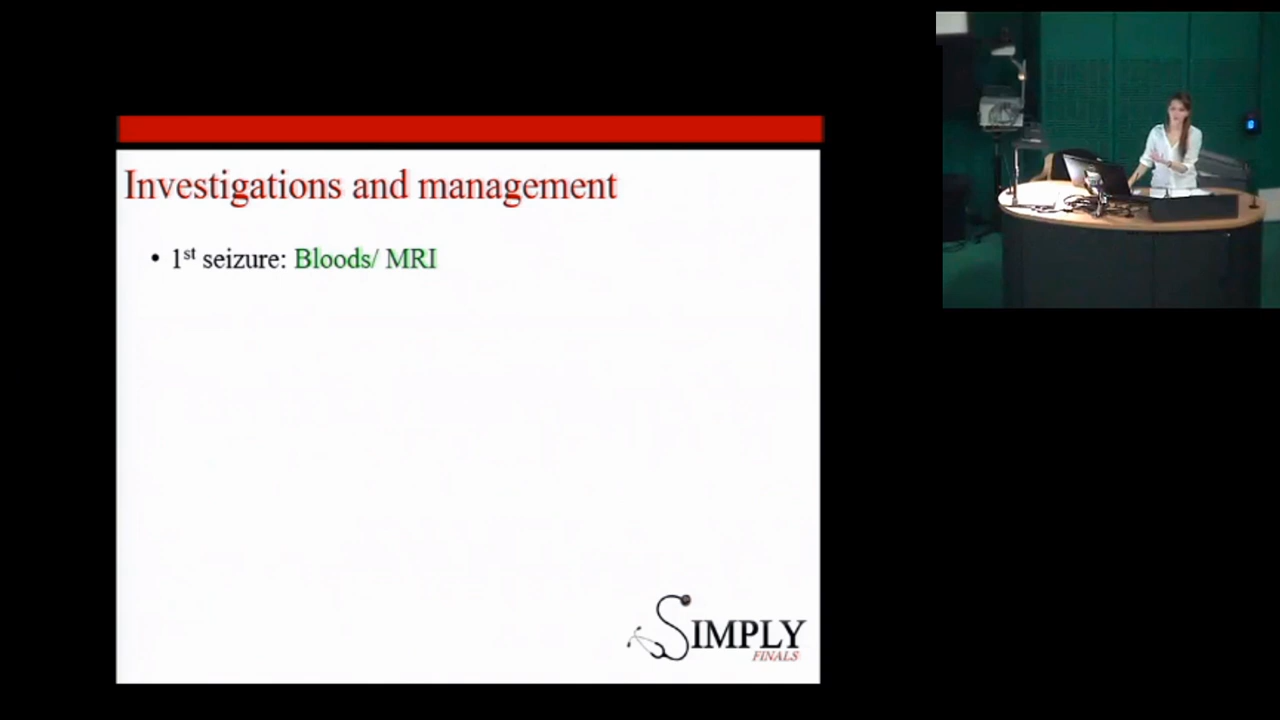 Investigations and management
• 1st seizure: Bloods/ MRI
SIMPLY
FINALS